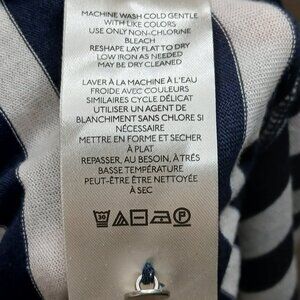 MACHINE WASH COLD GENTLE
WITH LIKE COLORS
USE ONLY NON-CHLORINE
BLEACH
RESHAPE LAY FLAT TO DRY
LOW IRON AS NEEDED
MAY BE DRY CLEANED
LAVER À LA MACHINE À L'EAU
FROIDE AVEC COULEURS
SIMILAIRES CYCLE DÉLICAT
UTILISER UN AGENT DE
BLANCHIMENT SANS CHLORE SI
NÉCESSAIRE
METTRE EN FORME ET SECHER
À PLAT
REPASSER, AU BESOIN, À TRÈS
BASSE TEMPÉRATURE
PEUT-ÊTRE ÊTRE NETTOYÉE
À SEC
30 P